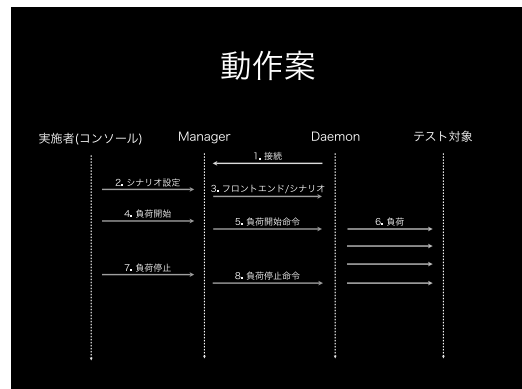 動作案
実施者(コンソール) Manager Daemon テスト対象
1. 接続
2. シナリオ設定
3. フロントエンド/シナリオ
4. 負荷開始
5. 負荷開始命令
6. 負荷
7. 負荷停止
8. 負荷停止命令